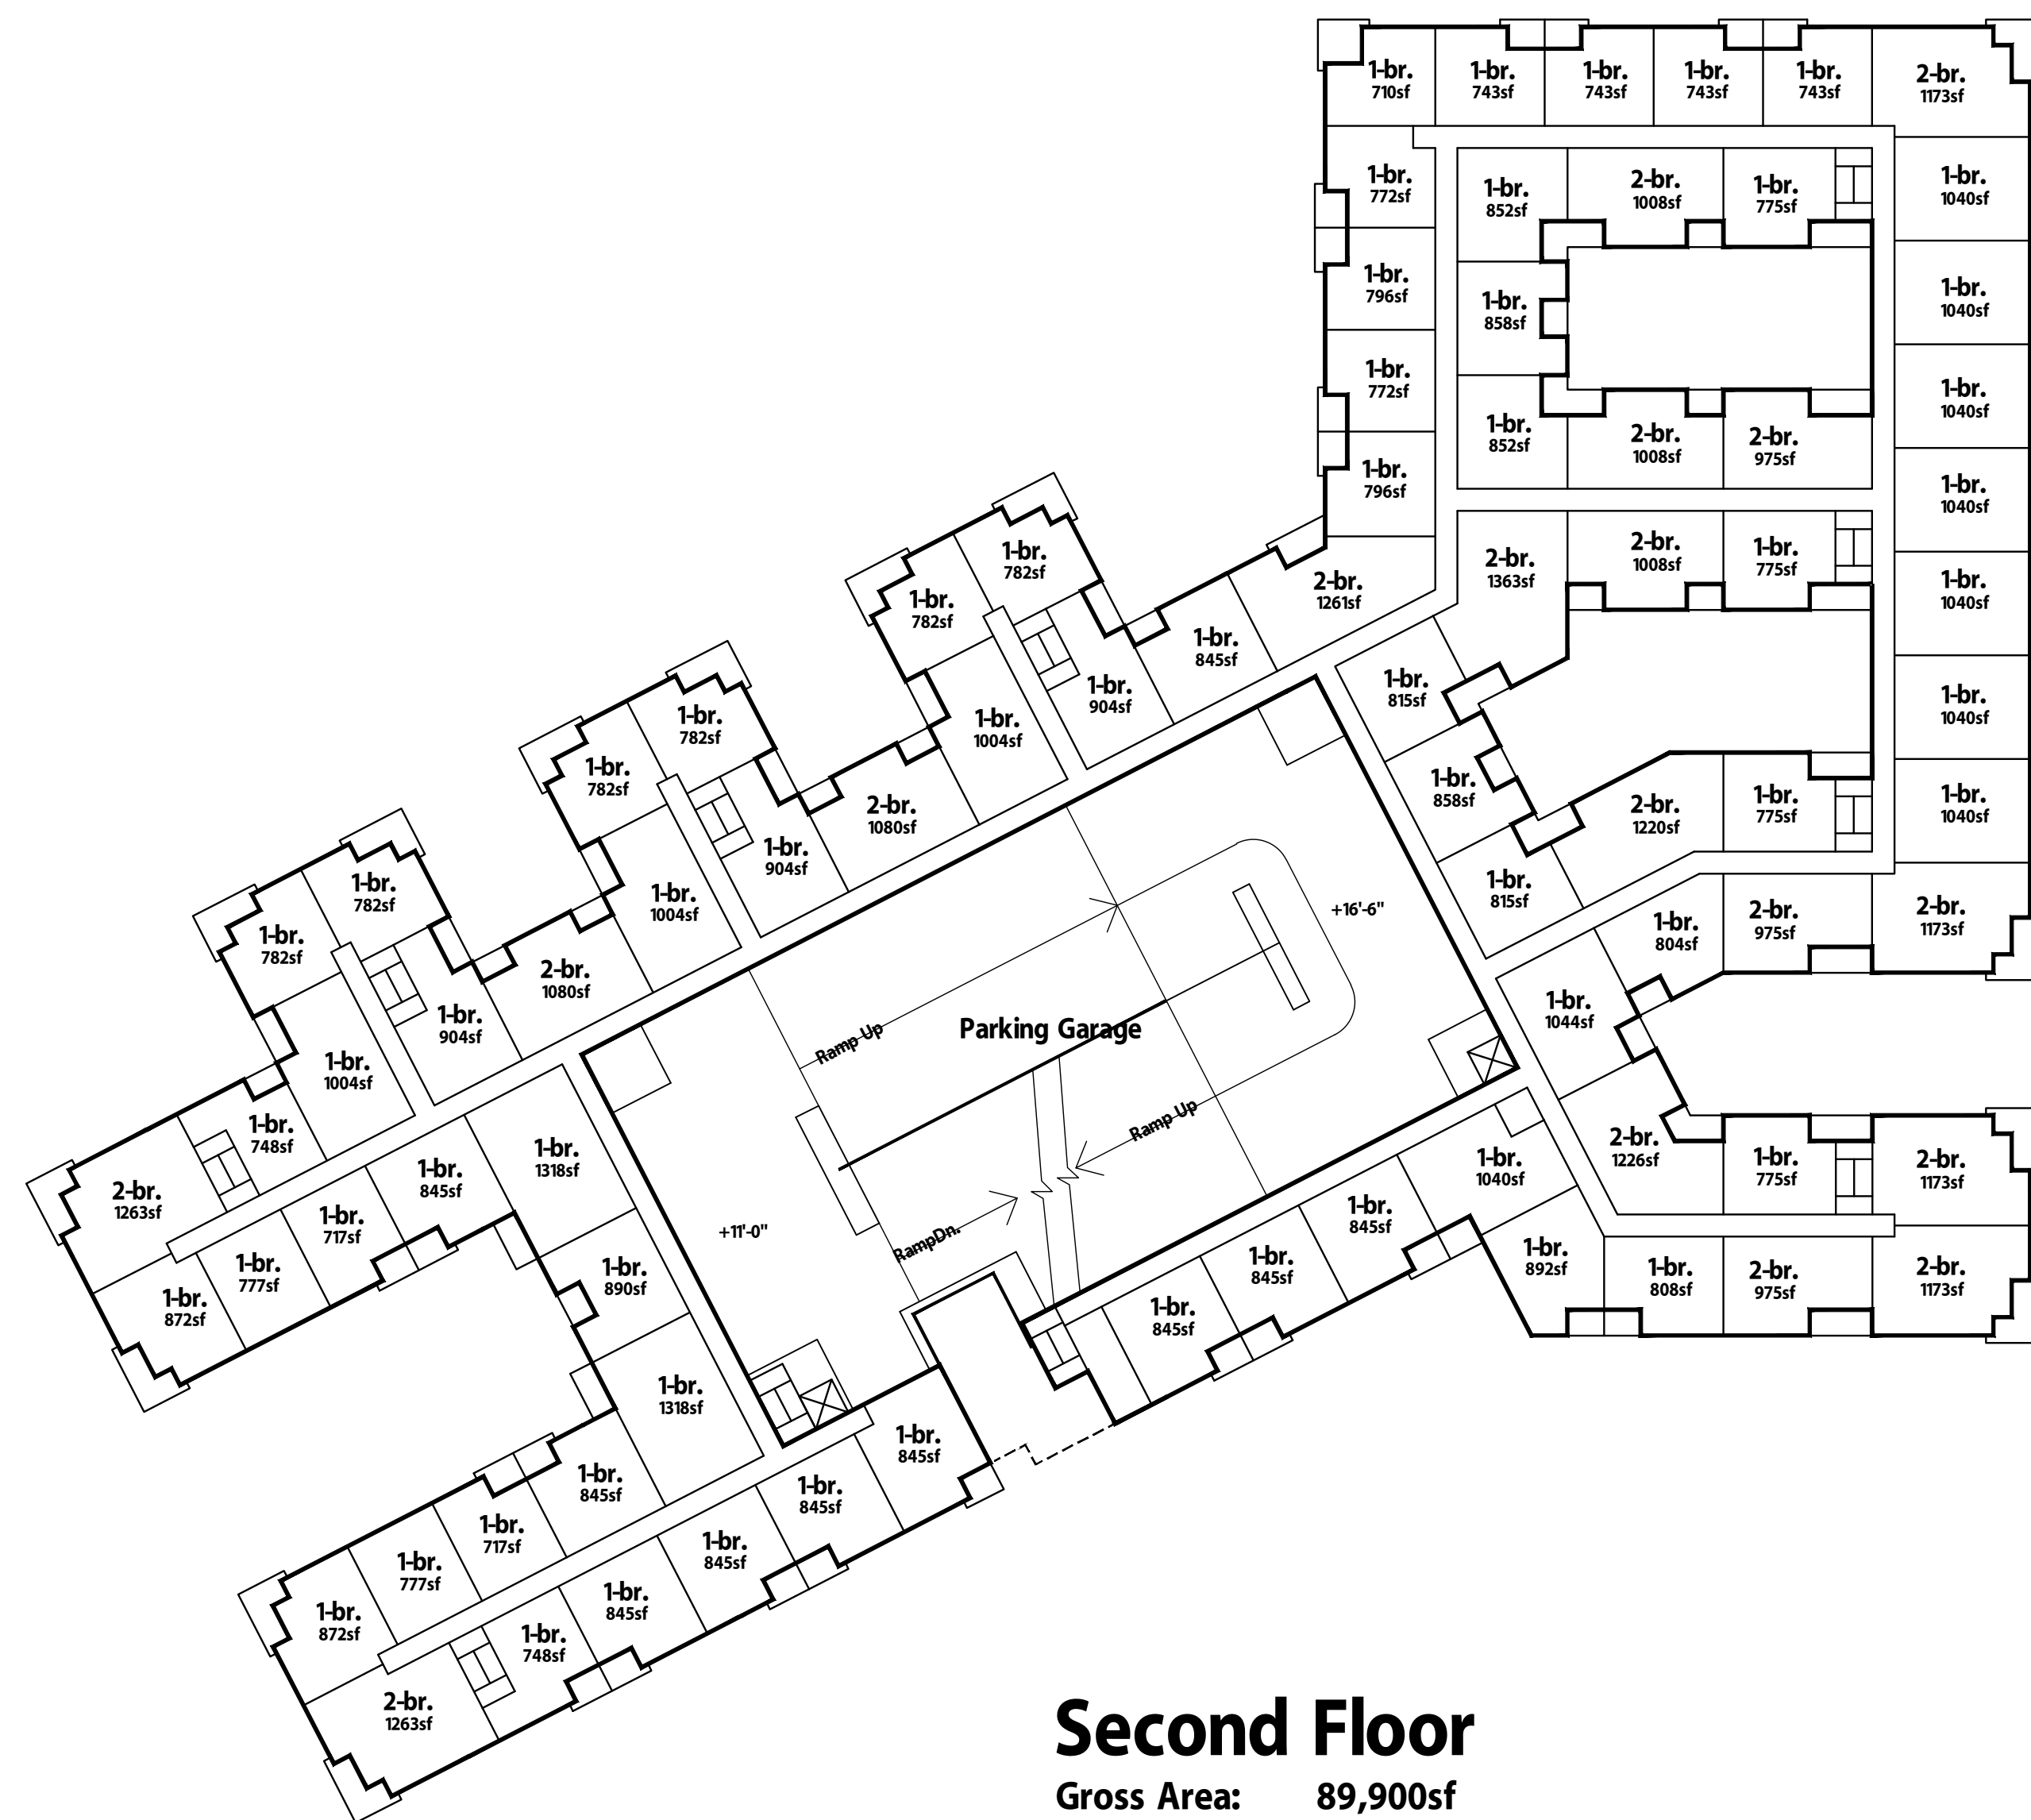 1-br.
710sf
1-br.
743sf
1-br.
743sf
1-br.
743sf
1-br.
743sf
2-br.
1173sf
1-br.
772sf
1-br.
852sf
2-br.
1008sf
1-br.
775sf
1-br.
1040sf
1-br.
796sf
1-br.
858sf
1-br.
1040sf
1-br.
772sf
1-br.
852sf
2-br.
1008sf
2-br.
975sf
1-br.
1040sf
1-br.
796sf
1-br.
1040sf
1-br.
782sf
1-br.
782sf
2-br.
1261sf
2-br.
1363sf
2-br.
1008sf
1-br.
775sf
1-br.
1040sf
1-br.
845sf
1-br.
904sf
1-br.
1004sf
1-br.
815sf
1-br.
1040sf
1-br.
782sf
1-br.
782sf
2-br.
1080sf
1-br.
904sf
1-br.
858sf
2-br.
1220sf
1-br.
775sf
1-br.
1040sf
1-br.
782sf
1-br.
782sf
1-br.
1004sf
1-br.
815sf
+16'-6"
1-br.
804sf
2-br.
975sf
2-br.
1173sf
2-br.
1080sf
1-br.
904sf
1-br.
1004sf
Ramp Up
Parking Garage
1-br.
1044sf
1-br.
748sf
2-br.
1263sf
1-br.
845sf
1-br.
1318sf
Ramp Up
1-br.
1040sf
2-br.
1226sf
1-br.
775sf
2-br.
1173sf
1-br.
717sf
1-br.
777sf
1-br.
872sf
1-br.
890sf
+11'-0"
RampDn.
1-br.
845sf
1-br.
845sf
1-br.
845sf
1-br.
892sf
1-br.
808sf
2-br.
975sf
2-br.
1173sf
1-br.
1318sf
1-br.
845sf
1-br.
845sf
1-br.
845sf
1-br.
717sf
1-br.
777sf
1-br.
872sf
1-br.
845sf
1-br.
845sf
1-br.
748sf
2-br.
1263sf
Second Floor
Gross Area: 89,900sf